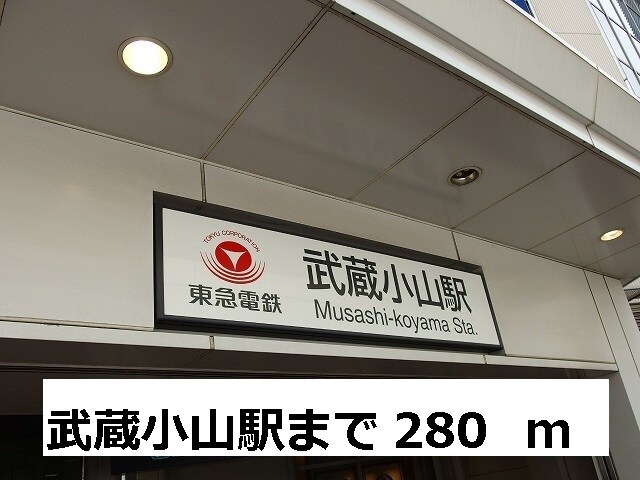 TOKYU CORPORATION
東急電鉄
武蔵小山駅
Musashi-koyama Sta.
武蔵小山駅まで 280 m